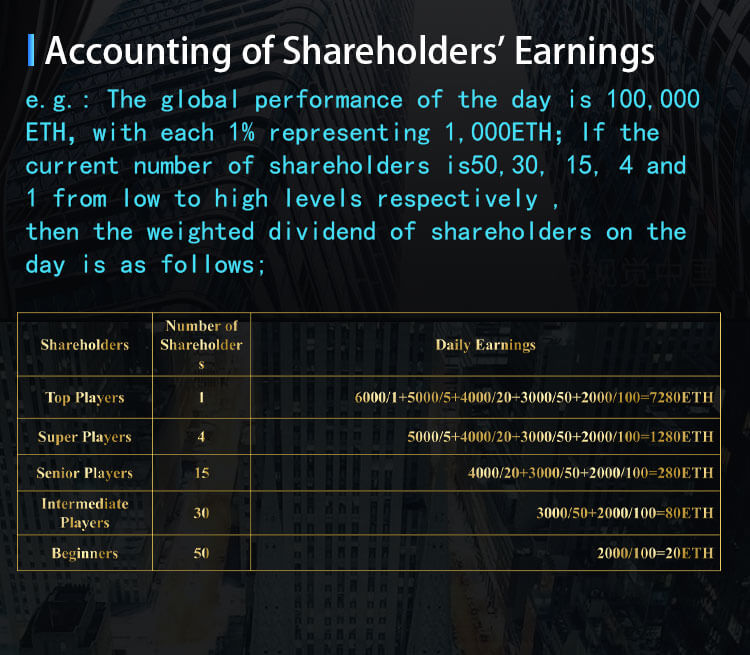 Accounting of Shareholders' Earnings
e.g.: The global performance of the day is 100,000
ETH, with each 1% representing 1,000ETH; If the
current number of shareholders is50,30, 15, 4 and
1 from low to high levels respectively ,
then the weighted dividend of shareholders on the
day is as follows;
视觉中国
Shareholders Number of Shareholder s Daily Earnings
Top Players 1 6000/1+5000/5+4000/20+3000/50+2000/100=7280ETH
Super Players 4 5000/5+4000/20+3000/50+2000/100=1280ETH
Senior Players 15 4000/20+3000/50+2000/100=280ETH
Intermediate Players 30 3000/50+2000/100=80ETH
Beginners 50 2000/100=20ETH